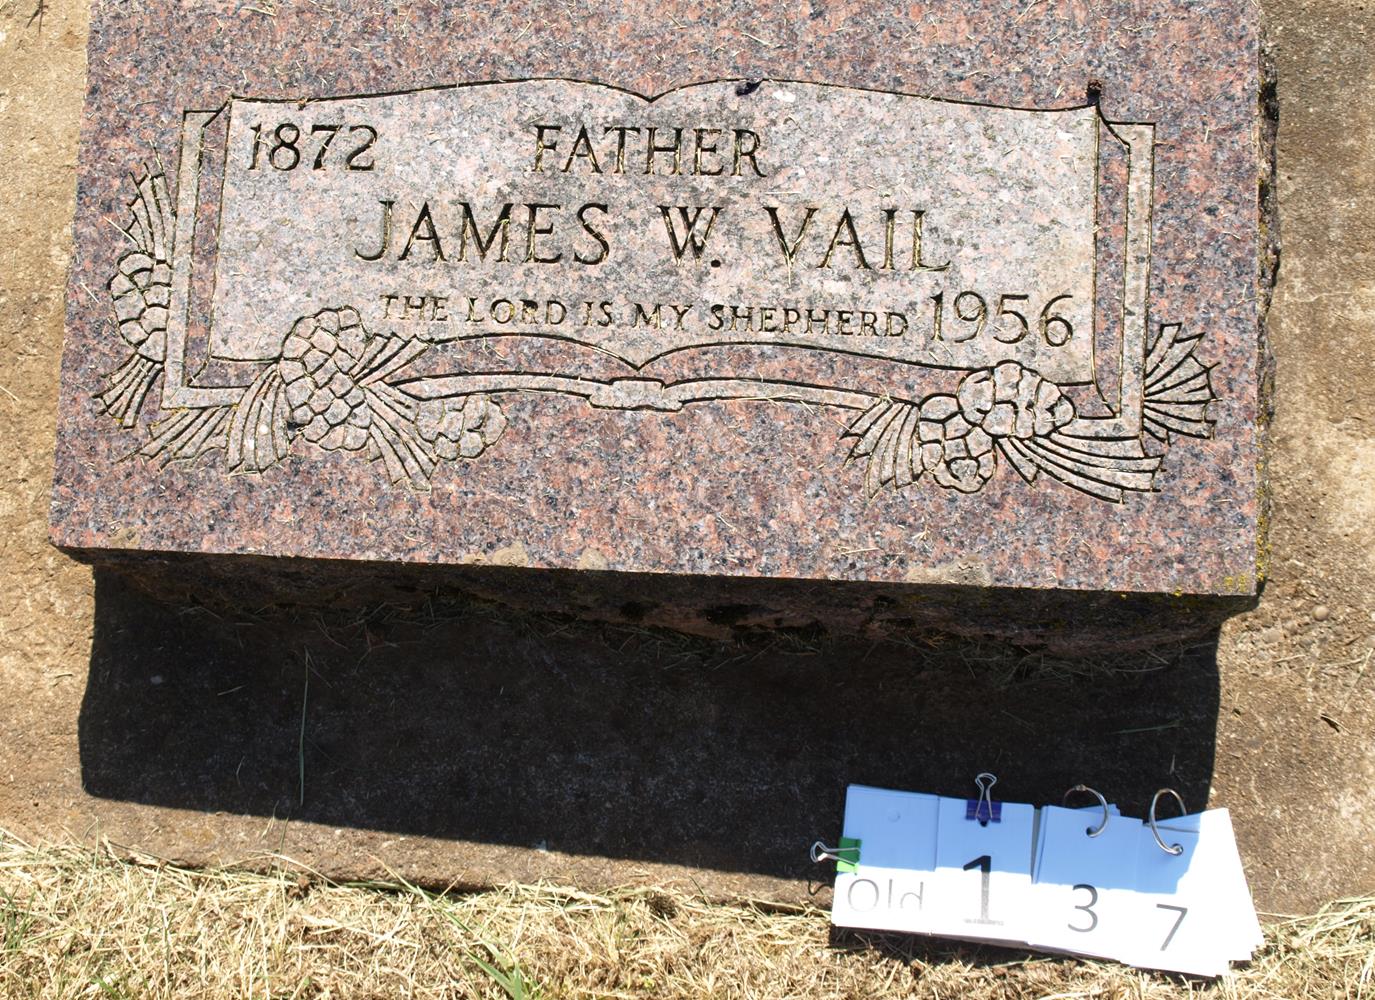 1872 FATHER
JAMES W. VAIL
THE LORD IS MY SHEPHERD 1956
Old 1 3 7